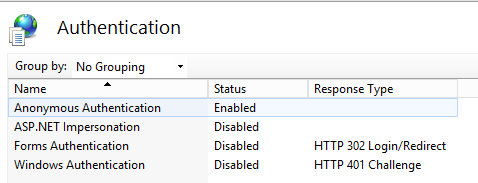 Authentication
Group by: No Grouping
Name Status Response Type
Anonymous Authentication Enabled
ASP.NET Impersonation Disabled
Forms Authentication Disabled HTTP 302 Login/Redirect
Windows Authentication Disabled HTTP 401 Challenge